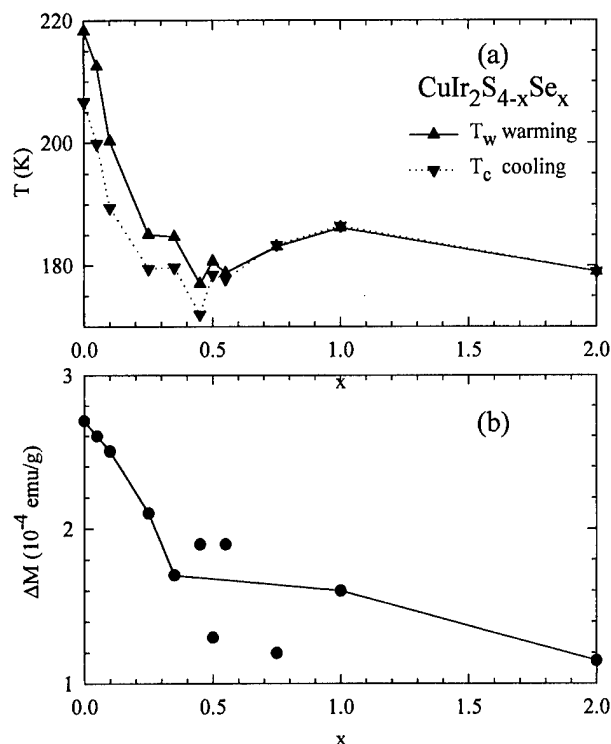 220
200
180
T (K)
(a)
CuIr2S4-xSex
Tw warming
Tc cooling
0.0 0.5 1.0 1.5 2.0
x
3
2
1
ΔM (10⁻⁴ emu/g)
(b)
0.0 0.5 1.0 1.5 2.0
x